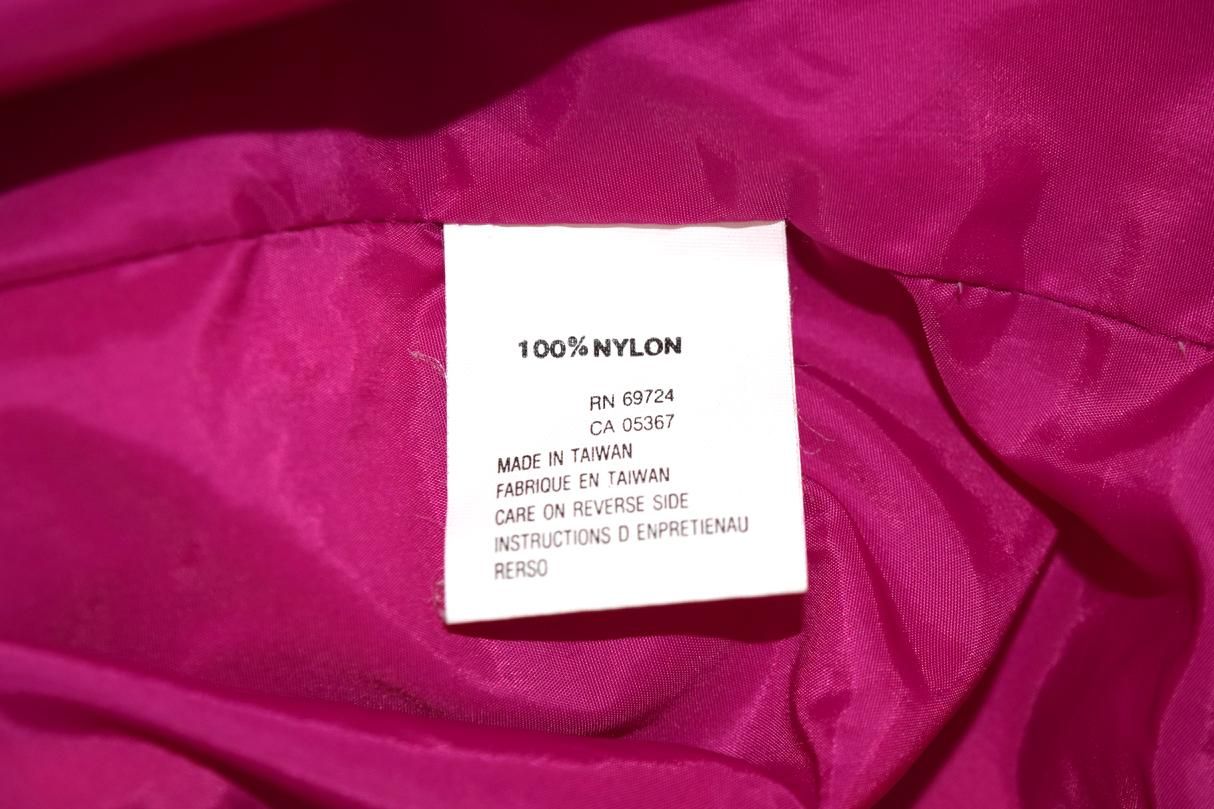 100% NYLON
RN 69724
CA 05367
MADE IN TAIWAN
FABRIQUE EN TAIWAN
CARE ON REVERSE SIDE
INSTRUCTIONS D ENPRETIENAU
RERSO